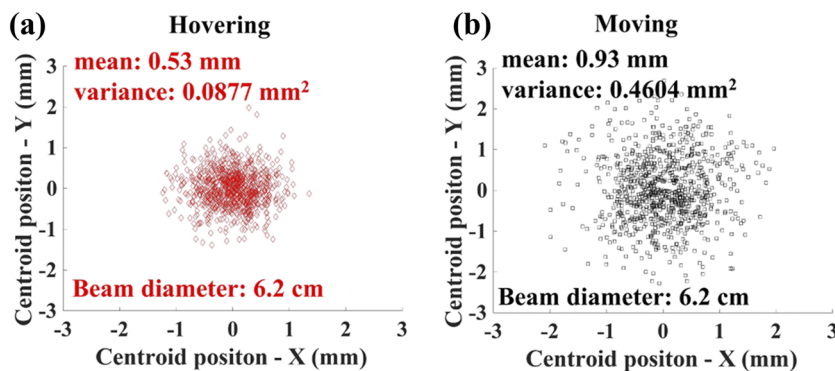 (a) Hovering
mean: 0.53 mm
variance: 0.0877 mm²
Beam diameter: 6.2 cm
Centroid positon - Y (mm)
3
2
1
0
-1
-2
-3
-3 -2 -1 0 1 2 3
Centroid positon - X (mm)
(b) Moving
mean: 0.93 mm
variance: 0.4604 mm²
Beam diameter: 6.2 cm
Centroid positon - Y (mm)
3
2
1
0
-1
-2
-3
-3 -2 -1 0 1 2 3
Centroid positon - X (mm)